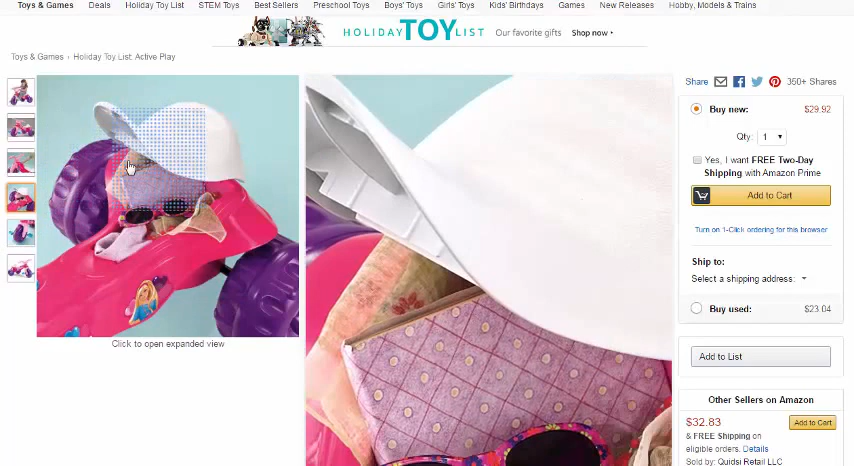 Toys & Games Deals Holiday Toy List STEM Toys Best Sellers Preschool Toys Boys' Toys Girls' Toys Kids' Birthdays Games New Releases Hobby, Models & Trains
HOLIDAY TOY LIST Our favorite gifts Shop now ›
Toys & Games › Holiday Toy List: Active Play
Share 350+ Shares
Buy new: $29.92
Qty: 1
Yes, I want FREE Two-Day
Shipping with Amazon Prime
Add to Cart
Turn on 1-Click ordering for this browser
Ship to:
Select a shipping address:
Buy used: $23.04
Click to open expanded view
Add to List
Other Sellers on Amazon
$32.83 Add to Cart
& FREE Shipping on
eligible orders. Details
Sold by: Quidsi Retail LLC